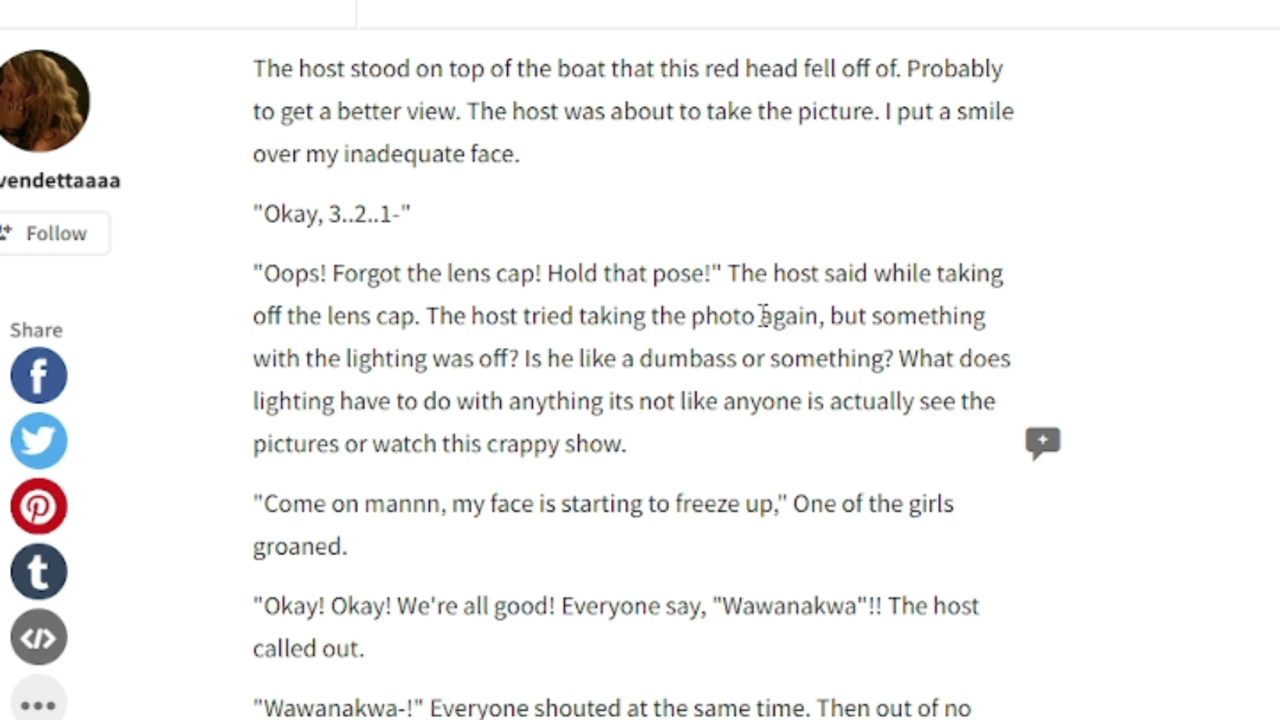 The host stood on top of the boat that this red head fell off of. Probably
to get a better view. The host was about to take the picture. I put a smile
over my inadequate face.
vendettaaaa
"Okay, 3..2..1-"
Follow
"Oops! Forgot the lens cap! Hold that pose!" The host said while taking
off the lens cap. The host tried taking the photo again, but something
Share
with the lighting was off? Is he like a dumbass or something? What does
lighting have to do with anything its not like anyone is actually see the
pictures or watch this crappy show.
"Come on mannn, my face is starting to freeze up," One of the girls
groaned.
"Okay! Okay! We're all good! Everyone say, "Wawanakwa"!! The host
called out.
"Wawanakwa-!" Everyone shouted at the same time. Then out of no